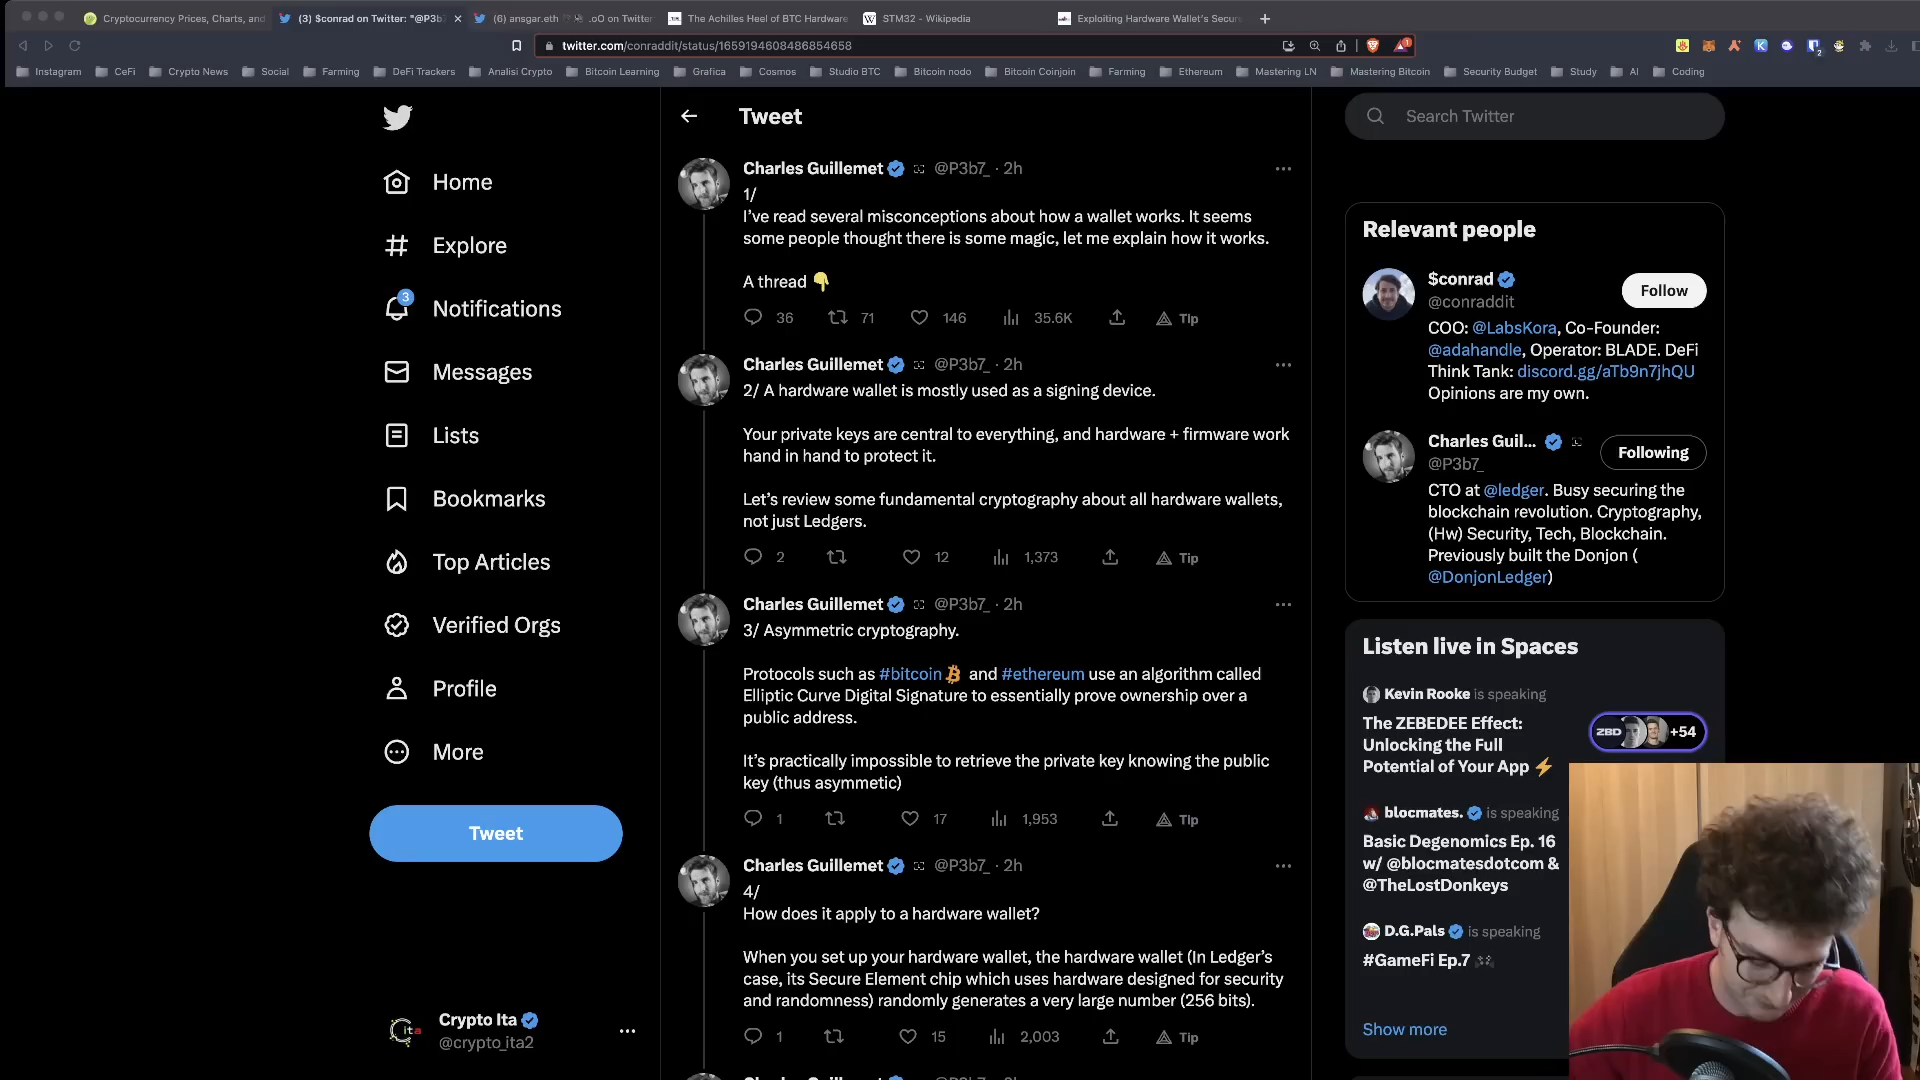 Cryptocurrency Prices, Charts, and
(3) $conrad on Twitter: "@P3b7
(6) ansgar.eth
.oO on Twitter
The Achilles Heel of BTC Hardware
STM32 - Wikipedia
Exploiting Hardware Wallet's Secur
twitter.com/conraddit/status/1659194608486854658
Instagram
CeFi
Crypto News
Social
Farming
DeFi Trackers
Analisi Crypto
Bitcoin Learning
Grafica
Cosmos
Studio BTC
Bitcoin nodo
Bitcoin Coinjoin
Farming
Ethereum
Mastering LN
Mastering Bitcoin
Security Budget
Study
AI
Coding
Home
Explore
3
Notifications
Messages
Lists
Bookmarks
Top Articles
Verified Orgs
Profile
More
Tweet
Crypto Ita
@crypto_ita2
Tweet
Charles Guillemet @P3b7_ · 2h
1/
I've read several misconceptions about how a wallet works. It seems
some people thought there is some magic, let me explain how it works.
A thread 👇
36 71 146 35.6K Tip
Charles Guillemet @P3b7_ · 2h
2/ A hardware wallet is mostly used as a signing device.
Your private keys are central to everything, and hardware + firmware work
hand in hand to protect it.
Let's review some fundamental cryptography about all hardware wallets,
not just Ledgers.
2 12 1,373 Tip
Charles Guillemet @P3b7_ · 2h
3/ Asymmetric cryptography.
Protocols such as #bitcoin and #ethereum use an algorithm called
Elliptic Curve Digital Signature to essentially prove ownership over a
public address.
It's practically impossible to retrieve the private key knowing the public
key (thus asymmetic)
1 17 1,953 Tip
Charles Guillemet @P3b7_ · 2h
4/
How does it apply to a hardware wallet?
When you set up your hardware wallet, the hardware wallet (In Ledger's
case, its Secure Element chip which uses hardware designed for security
and randomness) randomly generates a very large number (256 bits).
1 15 2,003 Tip
Search Twitter
Relevant people
$conrad
@conraddit
Follow
COO: @LabsKora, Co-Founder:
@adahandle, Operator: BLADE. DeFi
Think Tank: discord.gg/aTb9n7jhQU
Opinions are my own.
Charles Guil...
@P3b7_
Following
CTO at @ledger. Busy securing the
blockchain revolution. Cryptography,
(Hw) Security, Tech, Blockchain.
Previously built the Donjon (
@DonjonLedger)
Listen live in Spaces
Kevin Rooke is speaking
The ZEBEDEE Effect:
Unlocking the Full
Potential of Your App ⚡
ZBD +54
blocmates. is speaking
Basic Degenomics Ep. 16
w/ @blocmatesdotcom &
@TheLostDonkeys
D.G.Pals is speaking
#GameFi Ep.7
Show more